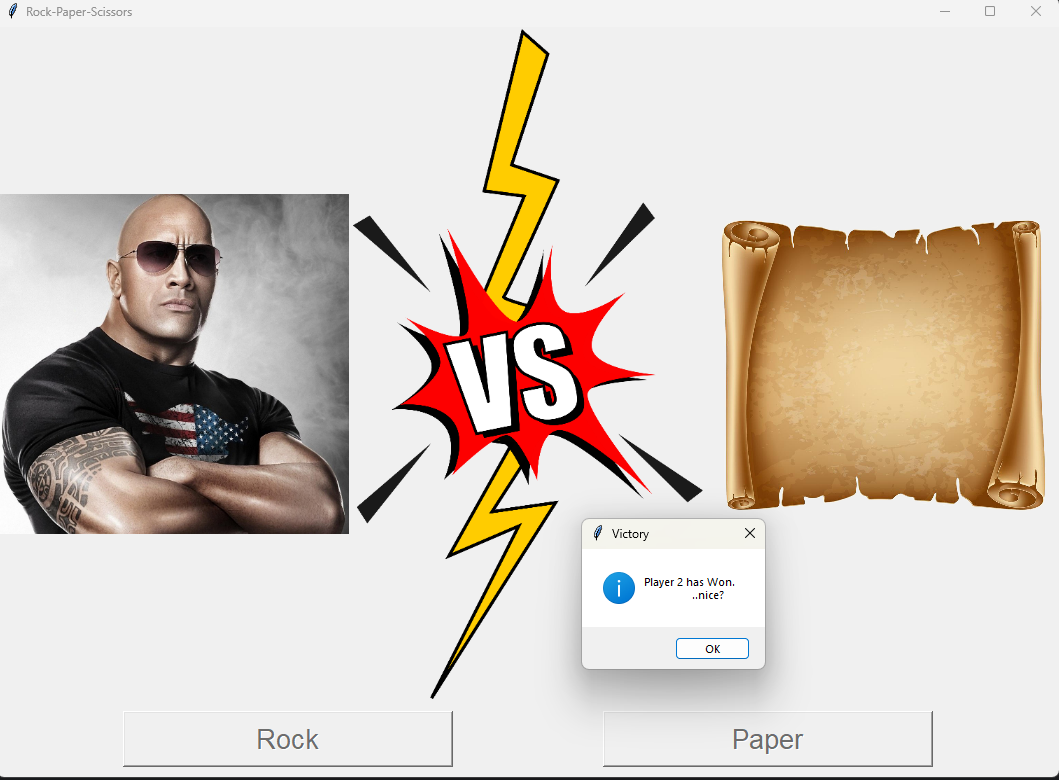 Rock-Paper-Scissors
VS
Victory
Player 2 has Won.
..nice?
OK
Rock
Paper